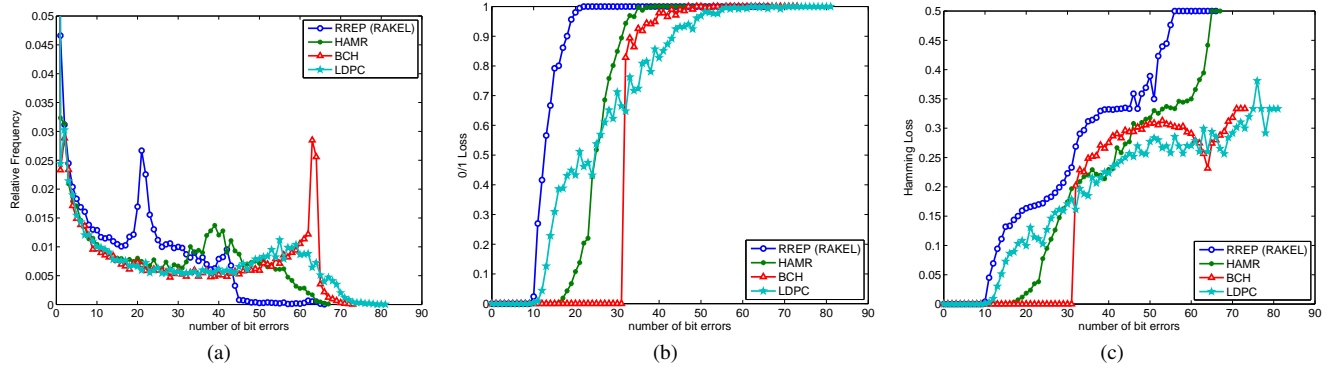 0.05
0.045
0.04
0.035
0.03
0.025
0.02
0.015
0.01
0.005
0
Relative Frequency
0 10 20 30 40 50 60 70 80 90
number of bit errors
RREP (RAKEL)
HAMR
BCH
LDPC
(a)
1
0.9
0.8
0.7
0.6
0.5
0.4
0.3
0.2
0.1
0
0/1 Loss
0 10 20 30 40 50 60 70 80 90
number of bit errors
RREP (RAKEL)
HAMR
BCH
LDPC
(b)
0.5
0.45
0.4
0.35
0.3
0.25
0.2
0.15
0.1
0.05
0
Hamming Loss
0 10 20 30 40 50 60 70 80 90
number of bit errors
RREP (RAKEL)
HAMR
BCH
LDPC
(c)